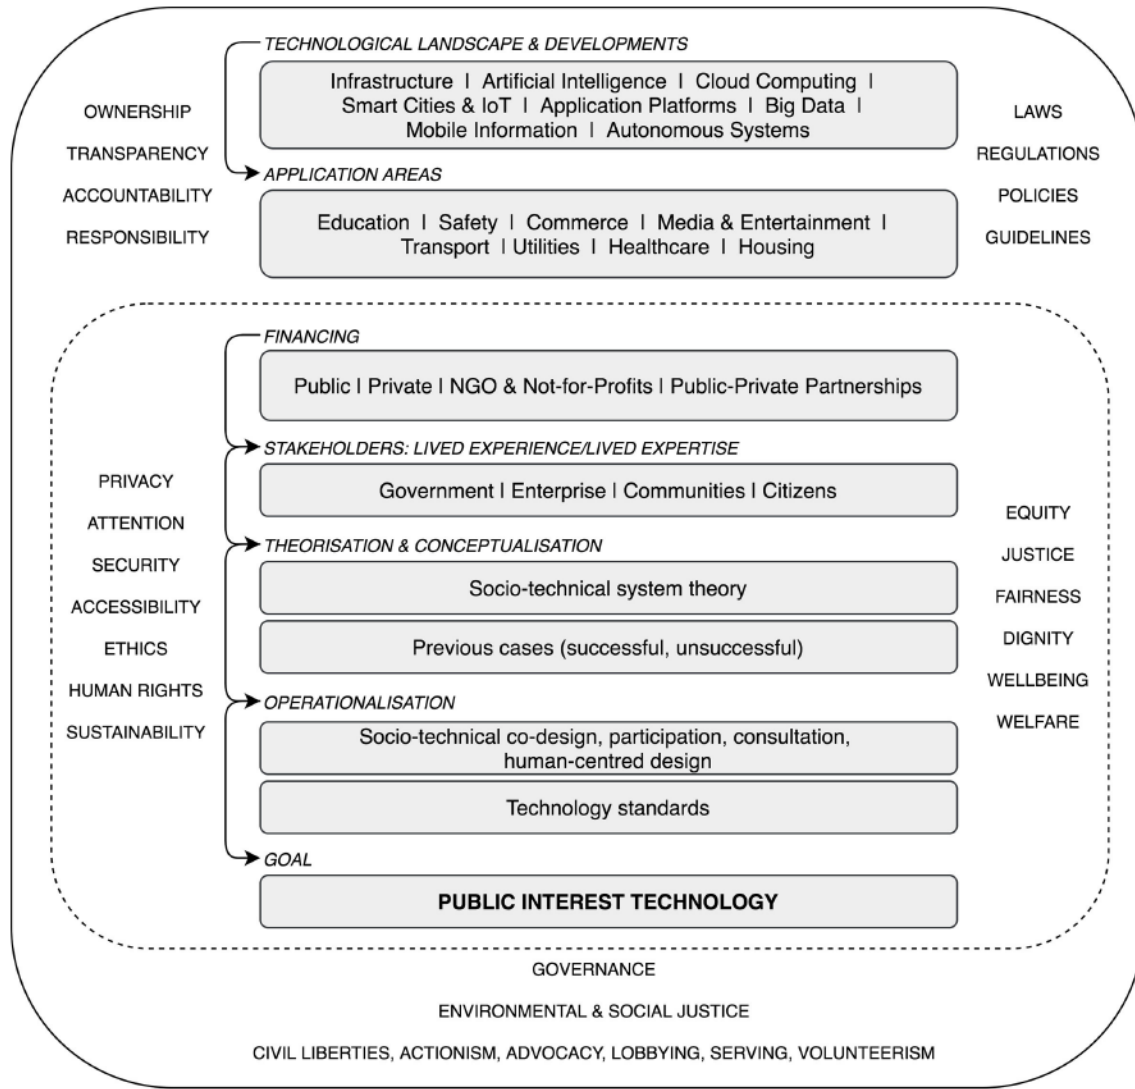 TECHNOLOGICAL LANDSCAPE & DEVELOPMENTS
Infrastructure | Artificial Intelligence | Cloud Computing |
Smart Cities & IoT | Application Platforms | Big Data |
Mobile Information | Autonomous Systems
OWNERSHIP
TRANSPARENCY
ACCOUNTABILITY
RESPONSIBILITY
LAWS
REGULATIONS
POLICIES
GUIDELINES
APPLICATION AREAS
Education | Safety | Commerce | Media & Entertainment |
Transport | Utilities | Healthcare | Housing
FINANCING
Public | Private | NGO & Not-for-Profits | Public-Private Partnerships
STAKEHOLDERS: LIVED EXPERIENCE/LIVED EXPERTISE
Government | Enterprise | Communities | Citizens
THEORISATION & CONCEPTUALISATION
Socio-technical system theory
Previous cases (successful, unsuccessful)
OPERATIONALISATION
Socio-technical co-design, participation, consultation,
human-centred design
Technology standards
GOAL
PUBLIC INTEREST TECHNOLOGY
PRIVACY
ATTENTION
SECURITY
ACCESSIBILITY
ETHICS
HUMAN RIGHTS
SUSTAINABILITY
EQUITY
JUSTICE
FAIRNESS
DIGNITY
WELLBEING
WELFARE
GOVERNANCE
ENVIRONMENTAL & SOCIAL JUSTICE
CIVIL LIBERTIES, ACTIONISM, ADVOCACY, LOBBYING, SERVING, VOLUNTEERISM